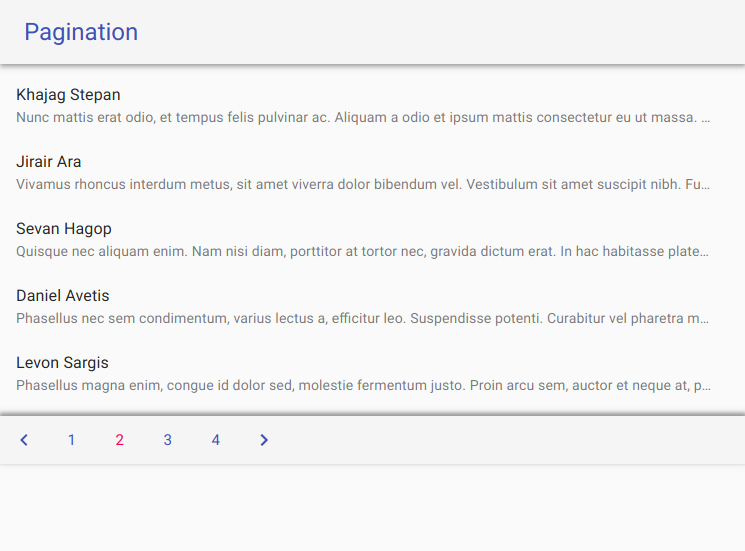 Pagination
Khajag Stepan
Nunc mattis erat odio, et tempus felis pulvinar ac. Aliquam a odio et ipsum mattis consectetur eu ut massa. ...
Jirair Ara
Vivamus rhoncus interdum metus, sit amet viverra dolor bibendum vel. Vestibulum sit amet suscipit nibh. Fu...
Sevan Hagop
Quisque nec aliquam enim. Nam nisi diam, porttitor at tortor nec, gravida dictum erat. In hac habitasse plate...
Daniel Avetis
Phasellus nec sem condimentum, varius lectus a, efficitur leo. Suspendisse potenti. Curabitur vel pharetra m...
Levon Sargis
Phasellus magna enim, congue id dolor sed, molestie fermentum justo. Proin arcu sem, auctor et neque at, p...
1 2 3 4